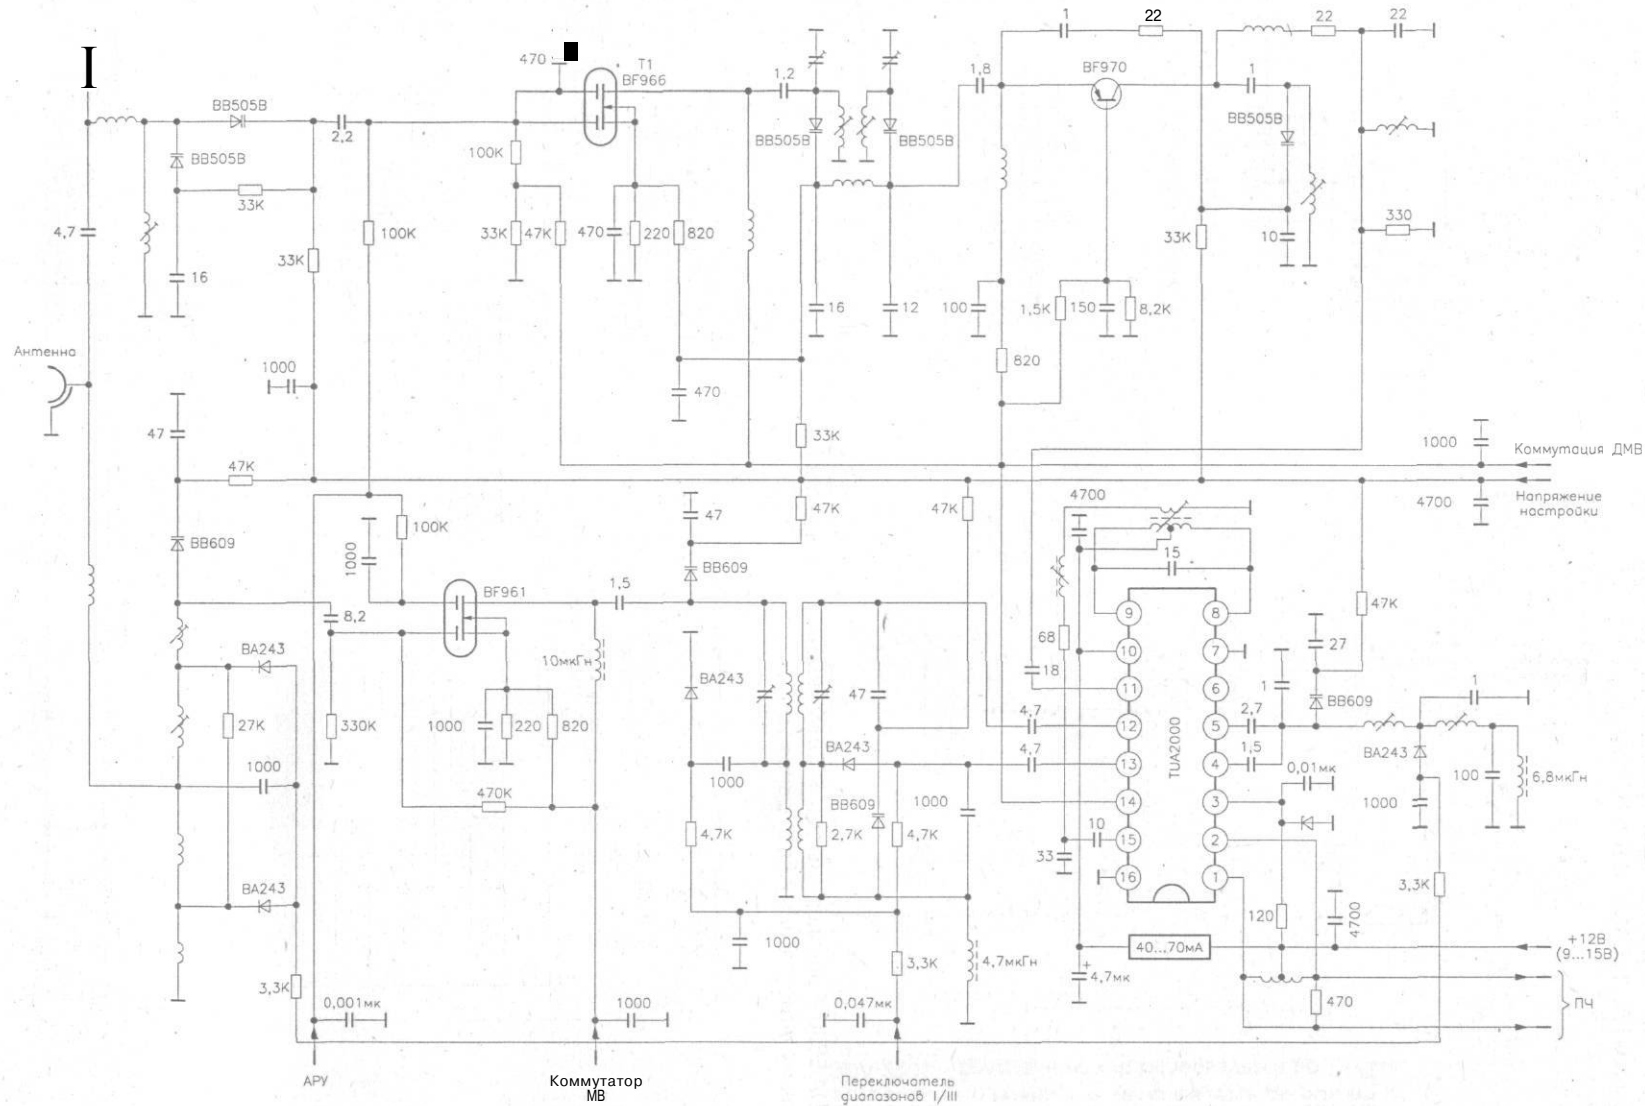 1
22
22
22
470
T1
BF966
1,2
1,8
BF970
1
BB505B
2,2
BB505B
BB505B
BB505B
BB505B
100K
33K
4,7
100K
33K
47K
470
220
820
33K
10
330
33K
16
16
12
100
1,5K
150
8,2K
Антенна
1000
820
470
47
33K
1000
Коммутация ДМВ
47K
4700
Напряжение
настройки
4700
47K
47K
47
100K
BB609
1000
15
BB609
BF961
1,5
8,2
9
8
47K
68
27
BA243
10мкГн
10
7
18
BA243
11
6
1
BB609
1
47
27K
330K
1000
220
820
4,7
12
TUA2000
5
2,7
BA243
BA243
1000
1000
4,7
13
4
1,5
0,01мк
100
6,8мкГн
470K
BB609
1000
14
3
1000
4,7K
2,7K
4,7K
10
15
2
33
16
1
BA243
3,3K
120
4700
1000
40...70мА
+12В
(9...15В)
3,3K
4,7мкГн
+
4,7мк
3,3K
0,001мк
1000
0,047мк
470
ПЧ
АРУ
Коммутатор
МВ
Переключатель
диапазонов I/III